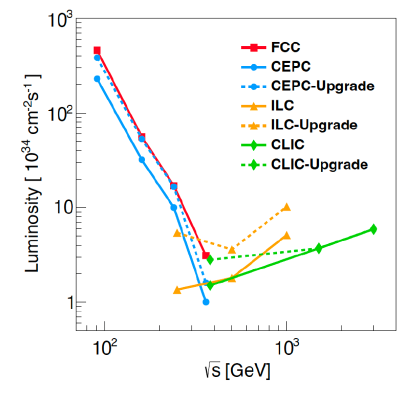 10³
10²
10
1
Luminosity [ 10³⁴ cm⁻²s⁻¹ ]
FCC
CEPC
CEPC-Upgrade
ILC
ILC-Upgrade
CLIC
CLIC-Upgrade
10² 10³
√s [GeV]